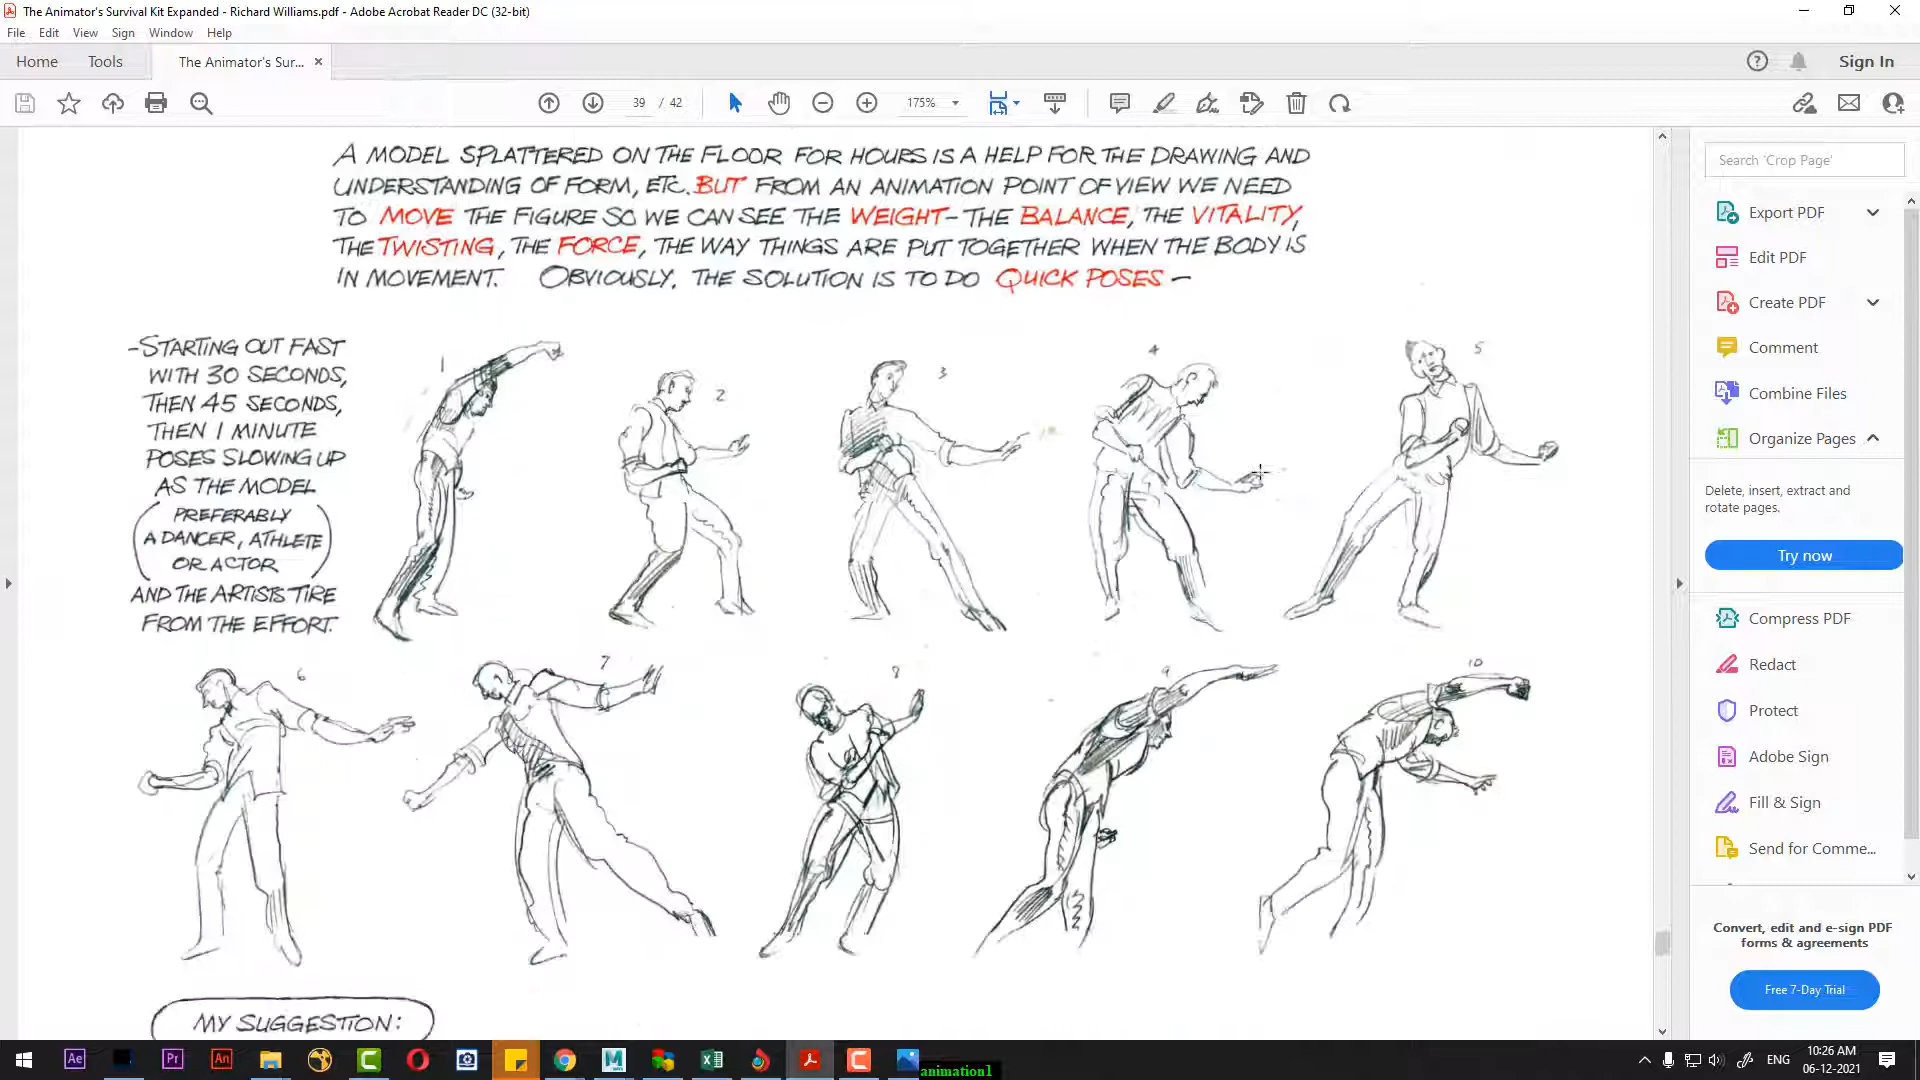 The Animator's Survival Kit Expanded - Richard Williams.pdf - Adobe Acrobat Reader DC (32-bit)
File Edit View Sign Window Help
Home Tools The Animator's Sur... Sign In
39 / 42 175%
A MODEL SPLATTERED ON THE FLOOR FOR HOURS IS A HELP FOR THE DRAWING AND
UNDERSTANDING OF FORM, ETC. BUT FROM AN ANIMATION POINT OF VIEW WE NEED
TO MOVE THE FIGURE SO WE CAN SEE THE WEIGHT - THE BALANCE, THE VITALITY,
THE TWISTING, THE FORCE, THE WAY THINGS ARE PUT TOGETHER WHEN THE BODY IS
IN MOVEMENT. OBVIOUSLY, THE SOLUTION IS TO DO QUICK POSES -
- STARTING OUT FAST
WITH 30 SECONDS,
THEN 45 SECONDS,
THEN 1 MINUTE
POSES SLOWING UP
AS THE MODEL
(PREFERABLY
A DANCER, ATHLETE
OR ACTOR)
AND THE ARTISTS TIRE
FROM THE EFFORT.
1 2 3 4 5
6 7 8 9 10
MY SUGGESTION:
Search 'Crop Page'
Export PDF
Edit PDF
Create PDF
Comment
Combine Files
Organize Pages
Delete, insert, extract and
rotate pages.
Try now
Compress PDF
Redact
Protect
Adobe Sign
Fill & Sign
Send for Comme...
Convert, edit and e-sign PDF
forms & agreements
Free 7-Day Trial
Ae Pr An
animation1
ENG
10:26 AM
06-12-2021